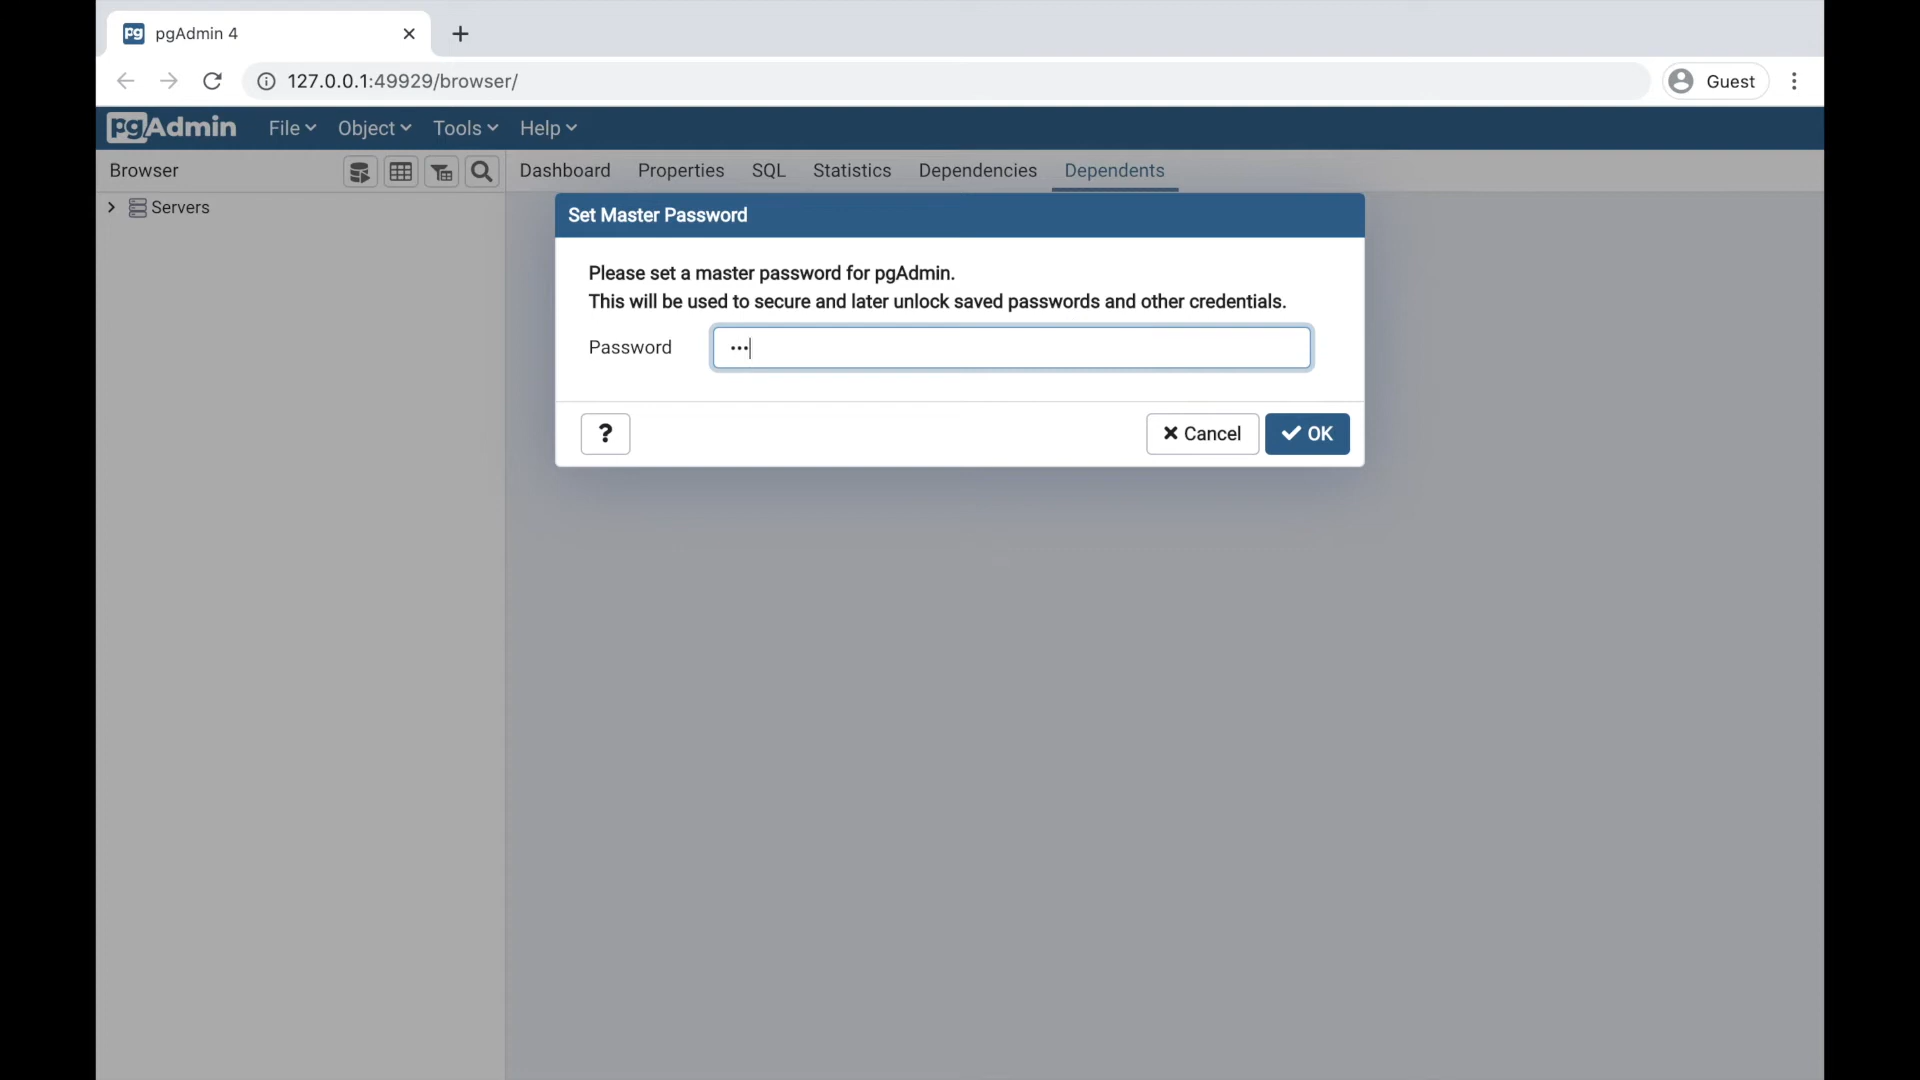 pgAdmin 4
127.0.0.1:49929/browser/
Guest
pgAdmin File Object Tools Help
Browser
Dashboard Properties SQL Statistics Dependencies Dependents
Servers
Set Master Password
Please set a master password for pgAdmin.
This will be used to secure and later unlock saved passwords and other credentials.
Password •••
? Cancel OK